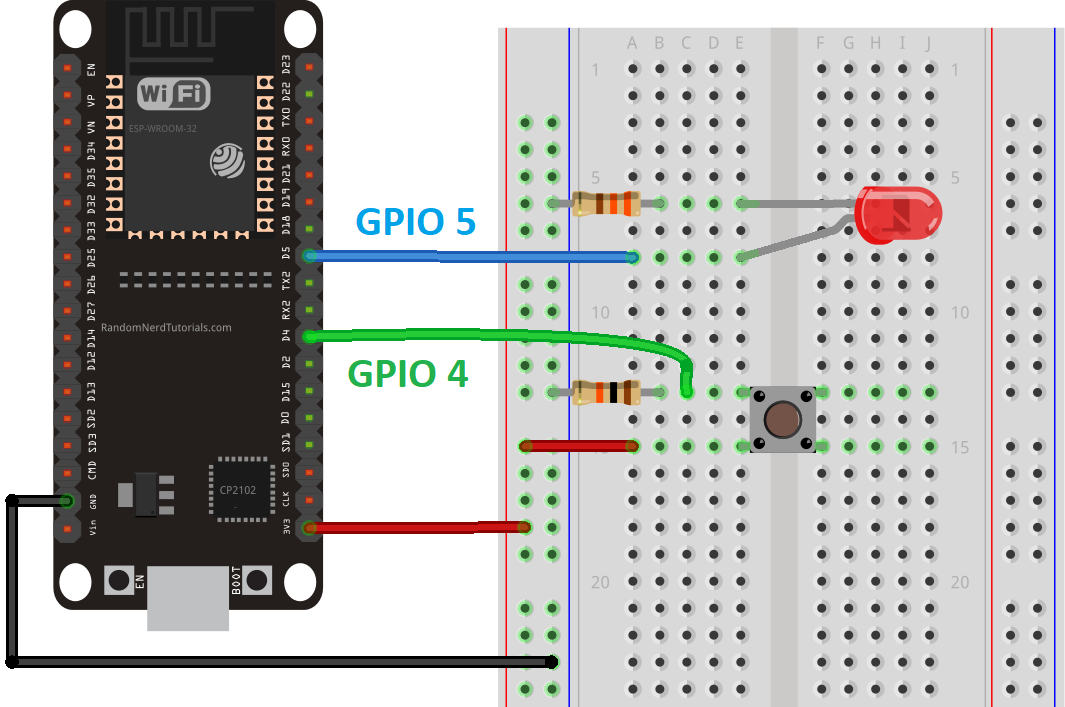 WiFi
ESP-WROOM-32
EN
VP
VN
D34
D35
D32
D33
D25
D26
D27
D14
D12
D13
SD2
SD3
CMD
GND
Vin
D23
D22
TX0
RX0
D21
D19
D18
D5
TX2
RX2
D4
D2
D15
D0
SD1
SD0
CLK
3V3
RandomNerdTutorials.com
CP2102
EN
BOOT
GPIO 5
GPIO 4
A B C D E F G H I J
1 1
5 5
10 10
15 15
20 20